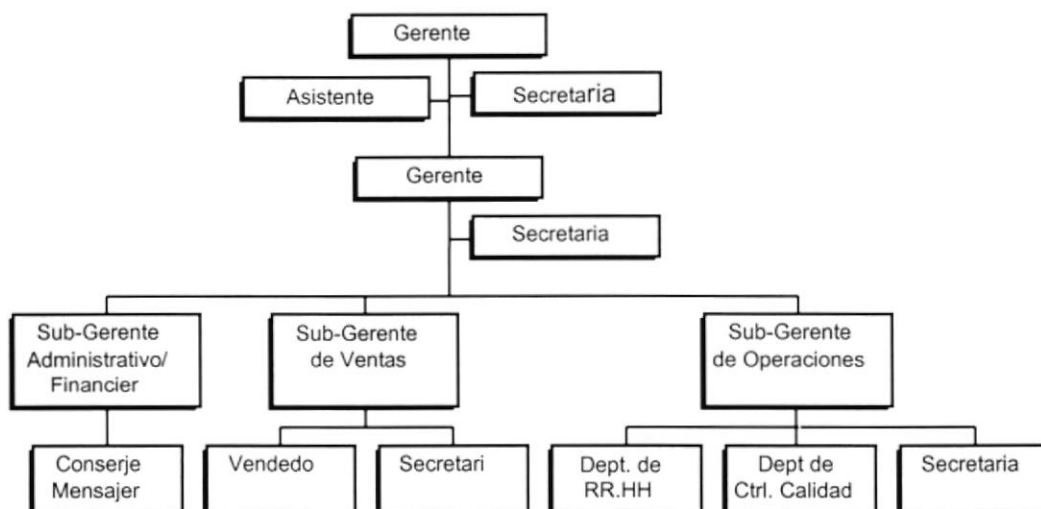 Gerente
Asistente
Secretaria
Gerente
Secretaria
Sub-Gerente
Administrativo/
Financier
Sub-Gerente
de Ventas
Sub-Gerente
de Operaciones
Conserje
Mensajer
Vendedo
Secretari
Dept. de
RR.HH
Dept de
Ctrl. Calidad
Secretaria